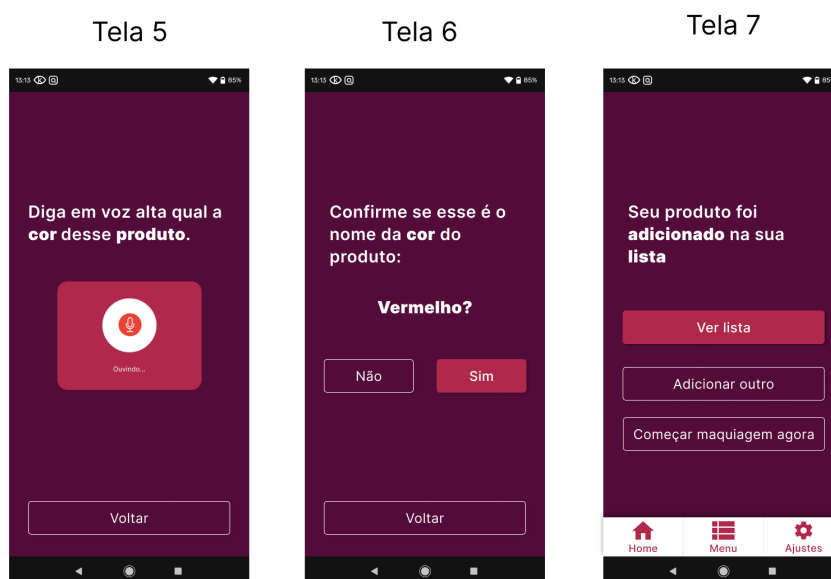 Tela 5
13:13
85%
Diga em voz alta qual a
cor desse produto.
Ouvindo...
Voltar
Tela 6
13:13
85%
Confirme se esse é o
nome da cor do
produto:
Vermelho?
Não
Sim
Voltar
Tela 7
13:13
85%
Seu produto foi
adicionado na sua
lista
Ver lista
Adicionar outro
Começar maquiagem agora
Home
Menu
Ajustes